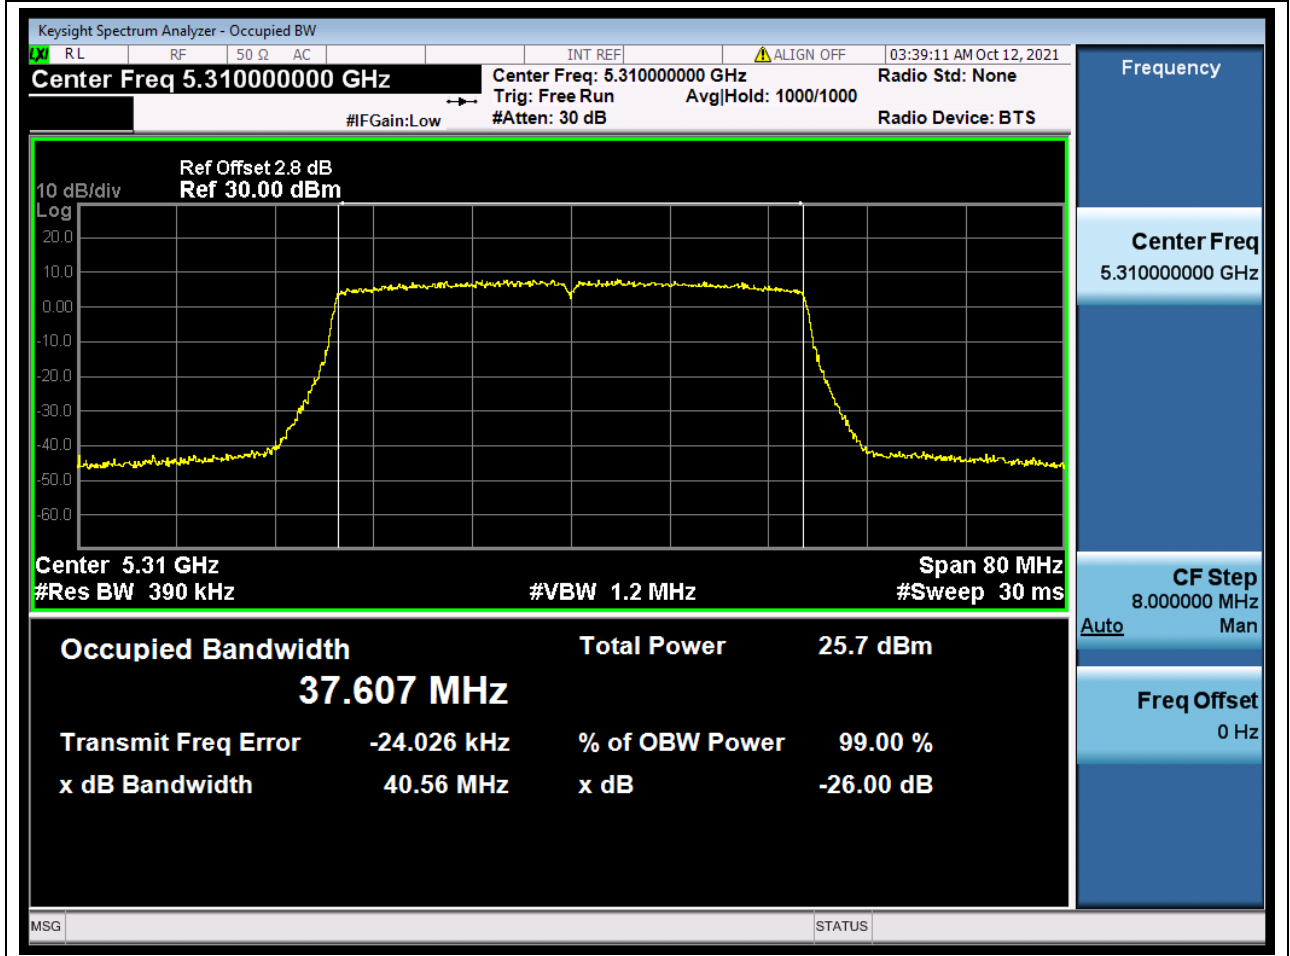 Keysight Spectrum Analyzer - Occupied BW
LXI RL RF 50 Ω AC INT REF ALIGN OFF 03:39:11 AM Oct 12, 2021
Center Freq 5.310000000 GHz
Center Freq: 5.310000000 GHz
Radio Std: None
Trig: Free Run Avg|Hold: 1000/1000
#IFGain:Low
#Atten: 30 dB
Radio Device: BTS
Ref Offset 2.8 dB
10 dB/div Ref 30.00 dBm
Log
20.0
10.0
0.00
-10.0
-20.0
-30.0
-40.0
-50.0
-60.0
Center 5.31 GHz Span 80 MHz
#Res BW 390 kHz #VBW 1.2 MHz #Sweep 30 ms
Occupied Bandwidth Total Power 25.7 dBm
37.607 MHz
Transmit Freq Error -24.026 kHz % of OBW Power 99.00 %
x dB Bandwidth 40.56 MHz x dB -26.00 dB
MSG STATUS
Frequency
Center Freq
5.310000000 GHz
CF Step
8.000000 MHz
Auto Man
Freq Offset
0 Hz